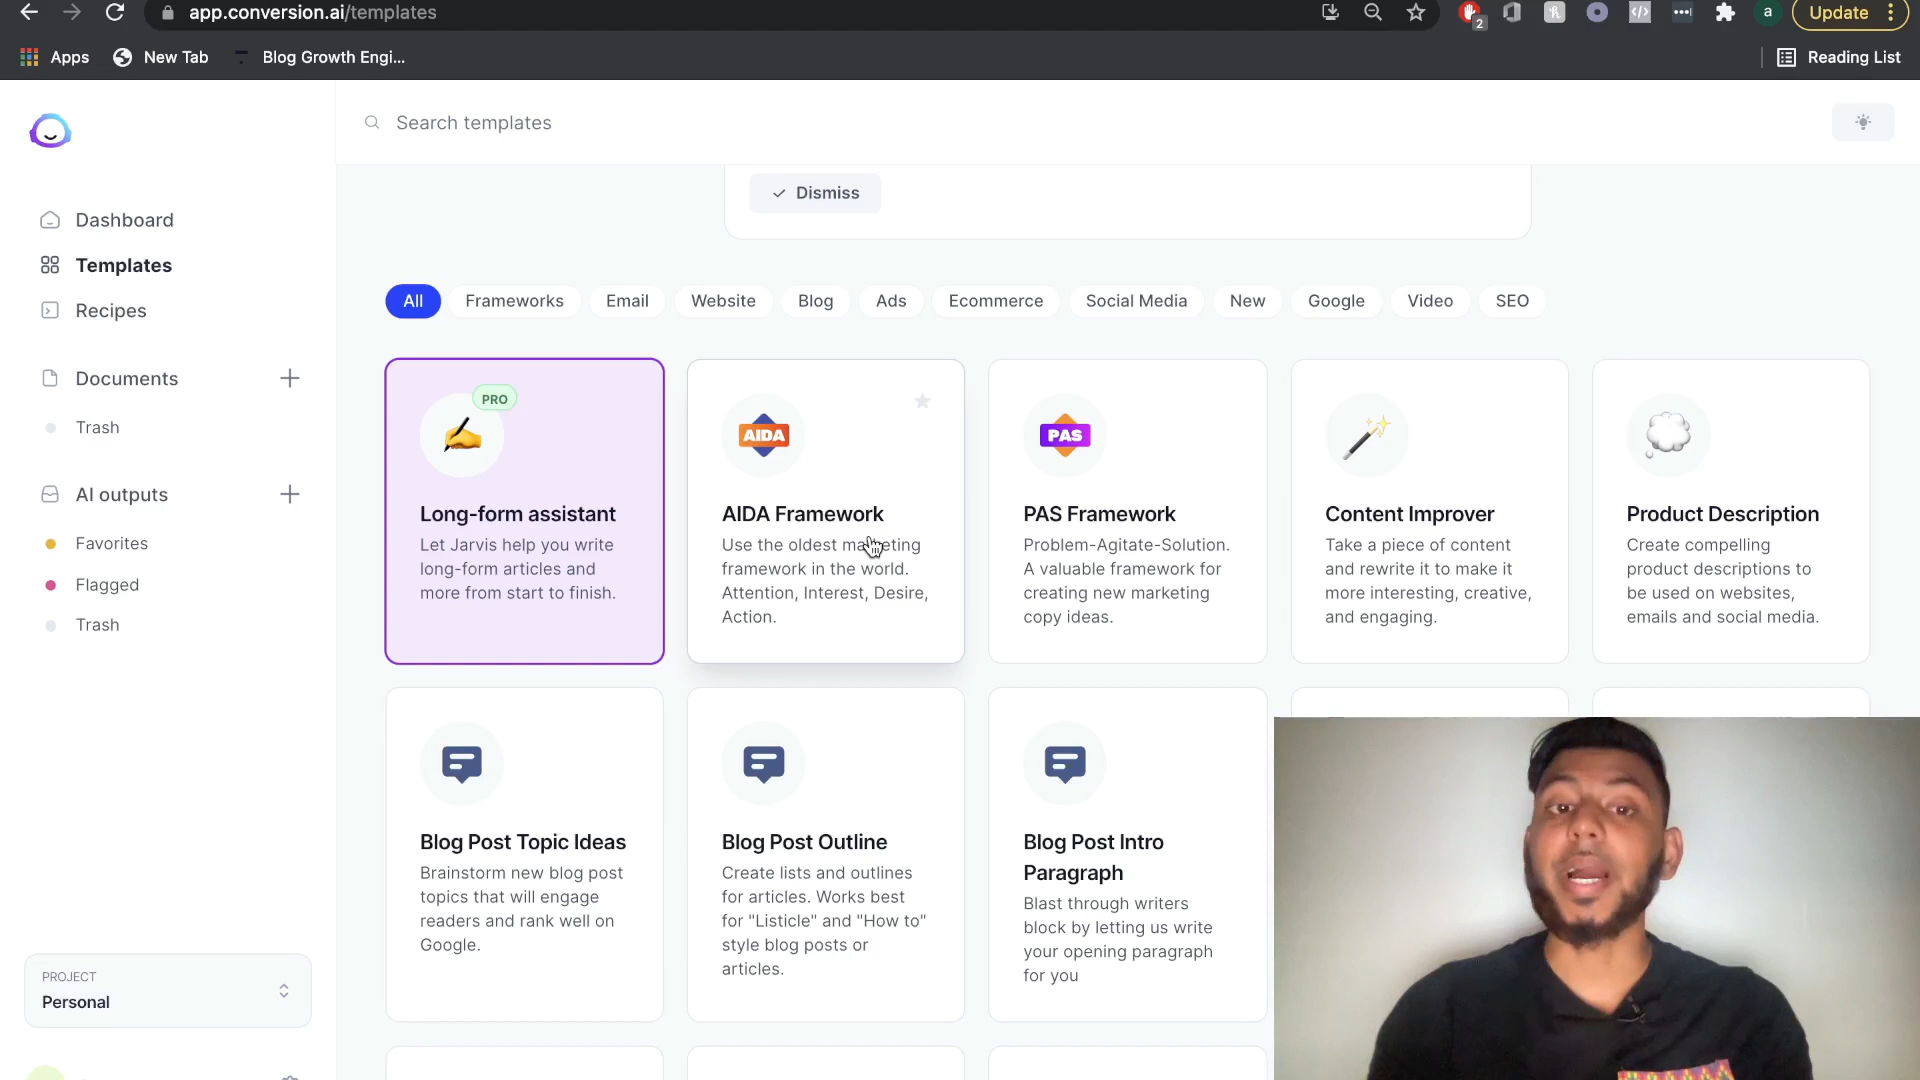 app.conversion.ai/templates
2
a
Update
Apps
New Tab
Blog Growth Engi...
Reading List
Search templates
Dismiss
Dashboard
Templates
Recipes
Documents
Trash
AI outputs
Favorites
Flagged
Trash
PROJECT
Personal
All
Frameworks
Email
Website
Blog
Ads
Ecommerce
Social Media
New
Google
Video
SEO
PRO
Long-form assistant
Let Jarvis help you write
long-form articles and
more from start to finish.
AIDA
AIDA Framework
Use the oldest marketing
framework in the world.
Attention, Interest, Desire,
Action.
PAS
PAS Framework
Problem-Agitate-Solution.
A valuable framework for
creating new marketing
copy ideas.
Content Improver
Take a piece of content
and rewrite it to make it
more interesting, creative,
and engaging.
Product Description
Create compelling
product descriptions to
be used on websites,
emails and social media.
Blog Post Topic Ideas
Brainstorm new blog post
topics that will engage
readers and rank well on
Google.
Blog Post Outline
Create lists and outlines
for articles. Works best
for "Listicle" and "How to"
style blog posts or
articles.
Blog Post Intro
Paragraph
Blast through writers
block by letting us write
your opening paragraph
for you